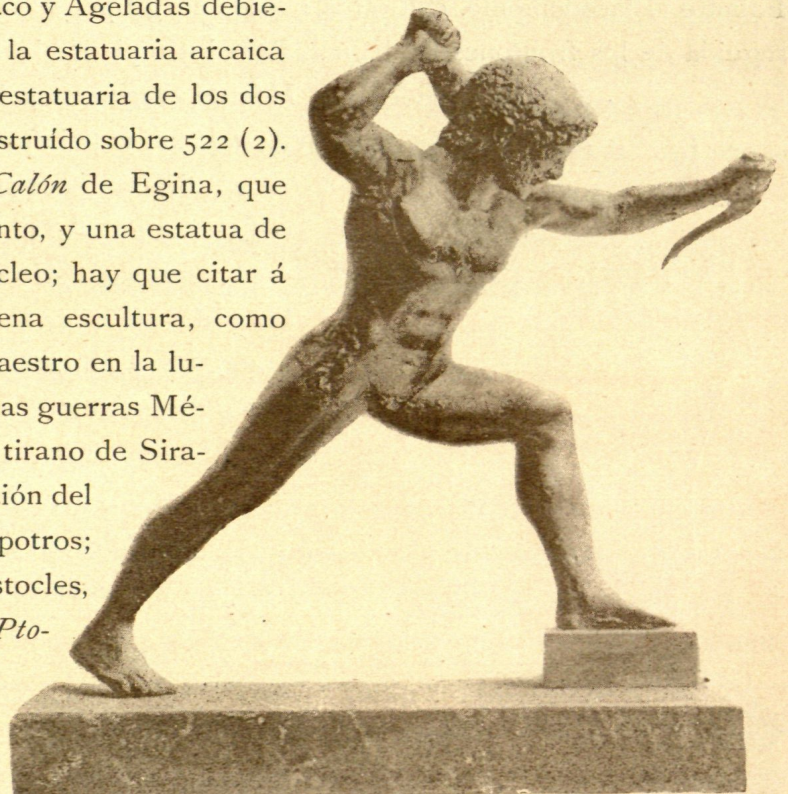 co y Ageladas debie-
la estatuaria arcaica
estatuaria de los dos
struído sobre 522 (2).
Calón de Egina, que
nto, y una estatua de
cleo; hay que citar á
ena escultura, como
aestro en la lu-
as guerras Mé-
tirano de Sira-
ión del
potros;
stocles,
Pto-